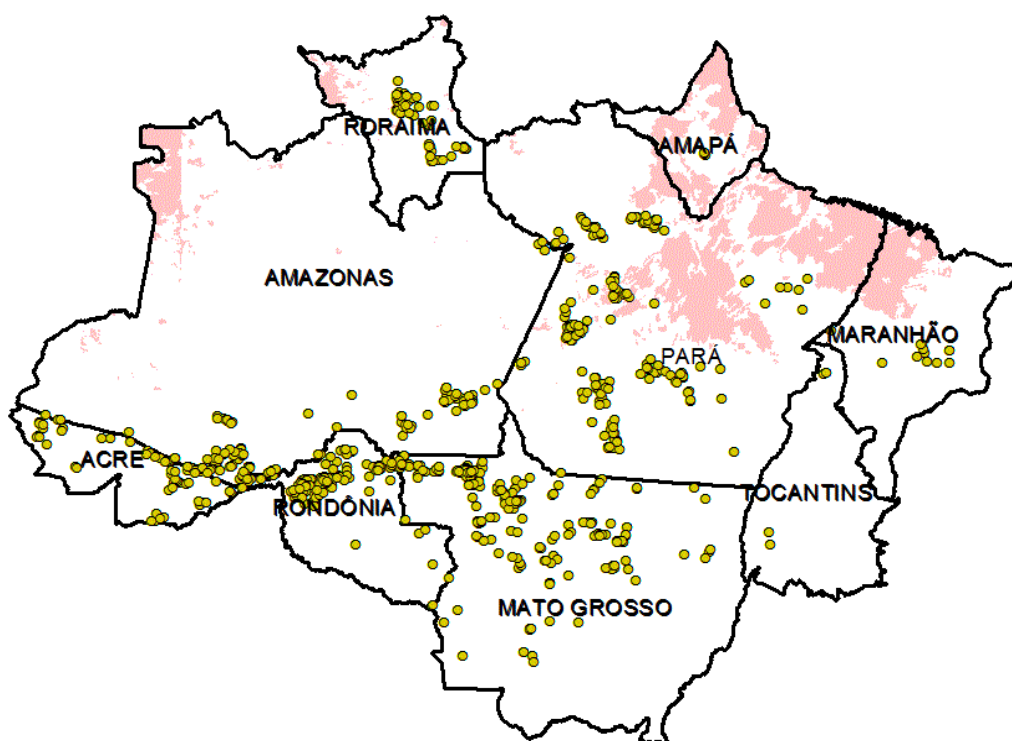 RORAIMA
AMAPÁ
AMAZONAS
MARANHÃO
PARÁ
ACRE
RONDÔNIA
TOCANTINS
MATO GROSSO